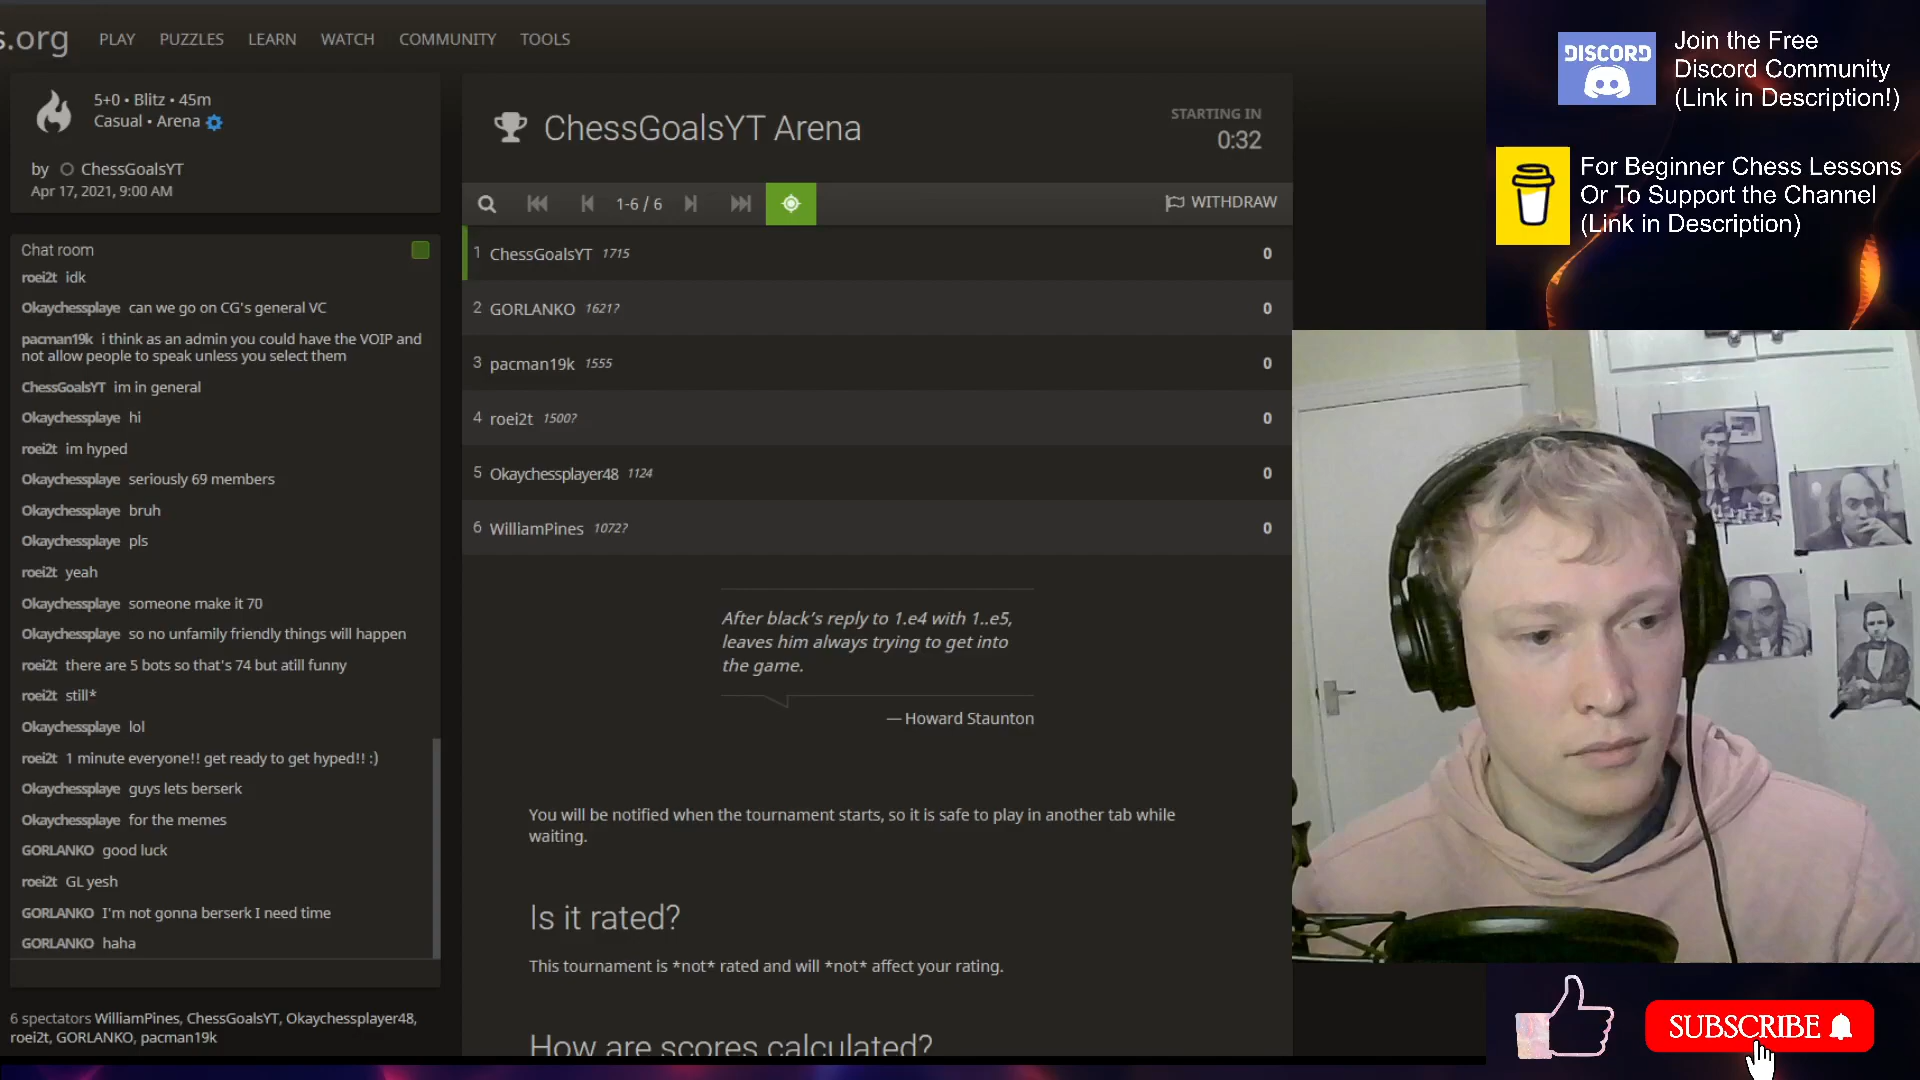 s.org
PLAY PUZZLES LEARN WATCH COMMUNITY TOOLS
5+0 • Blitz • 45m
Casual • Arena
by ChessGoalsYT
Apr 17, 2021, 9:00 AM
Chat room
roei2t idk
Okaychessplaye can we go on CG's general VC
pacman19k i think as an admin you could have the VOIP and
not allow people to speak unless you select them
ChessGoalsYT im in general
Okaychessplaye hi
roei2t im hyped
Okaychessplaye seriously 69 members
Okaychessplaye bruh
Okaychessplaye pls
roei2t yeah
Okaychessplaye someone make it 70
Okaychessplaye so no unfamily friendly things will happen
roei2t there are 5 bots so that's 74 but atill funny
roei2t still*
Okaychessplaye lol
roei2t 1 minute everyone!! get ready to get hyped!! :)
Okaychessplaye guys lets berserk
Okaychessplaye for the memes
GORLANKO good luck
roei2t GL yesh
GORLANKO I'm not gonna berserk I need time
GORLANKO haha
6 spectators WilliamPines, ChessGoalsYT, Okaychessplayer48,
roei2t, GORLANKO, pacman19k
ChessGoalsYT Arena
STARTING IN
0:32
1-6 / 6
WITHDRAW
1 ChessGoalsYT 1715 0
2 GORLANKO 1621? 0
3 pacman19k 1555 0
4 roei2t 1500? 0
5 Okaychessplayer48 1124 0
6 WilliamPines 1072? 0
After black’s reply to 1.e4 with 1..e5,
leaves him always trying to get into
the game.
— Howard Staunton
You will be notified when the tournament starts, so it is safe to play in another tab while
waiting.
Is it rated?
This tournament is *not* rated and will *not* affect your rating.
How are scores calculated?
DISCORD
Join the Free
Discord Community
(Link in Description!)
For Beginner Chess Lessons
Or To Support the Channel
(Link in Description)
SUBSCRIBE